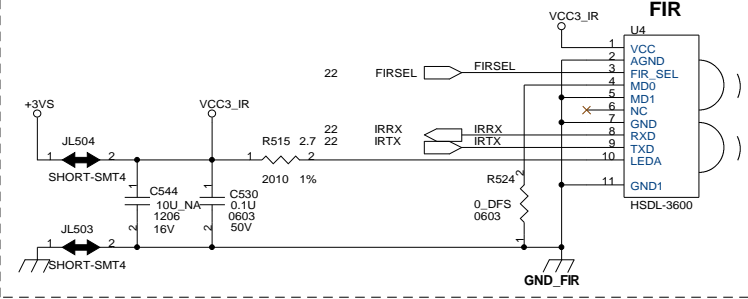 FIR
VCC3_IR
U4
1 VCC
2 AGND
22 FIRSEL FIRSEL 3 FIR_SEL
4 MD0
5 MD1
6 NC
7 GND
22 IRRX IRRX 8 RXD
22 IRTX IRTX 9 TXD
10 LEDA
11 GND1
HSDL-3600
+3VS
VCC3_IR
JL504
1 2
SHORT-SMT4
R515 2.7
1 2
2010 1%
C544
10U_NA
1206
16V
1
2
C530
0.1U
0603
50V
1
2
R524
2
0_DFS
0603
1
JL503
1 2
SHORT-SMT4
GND_FIR